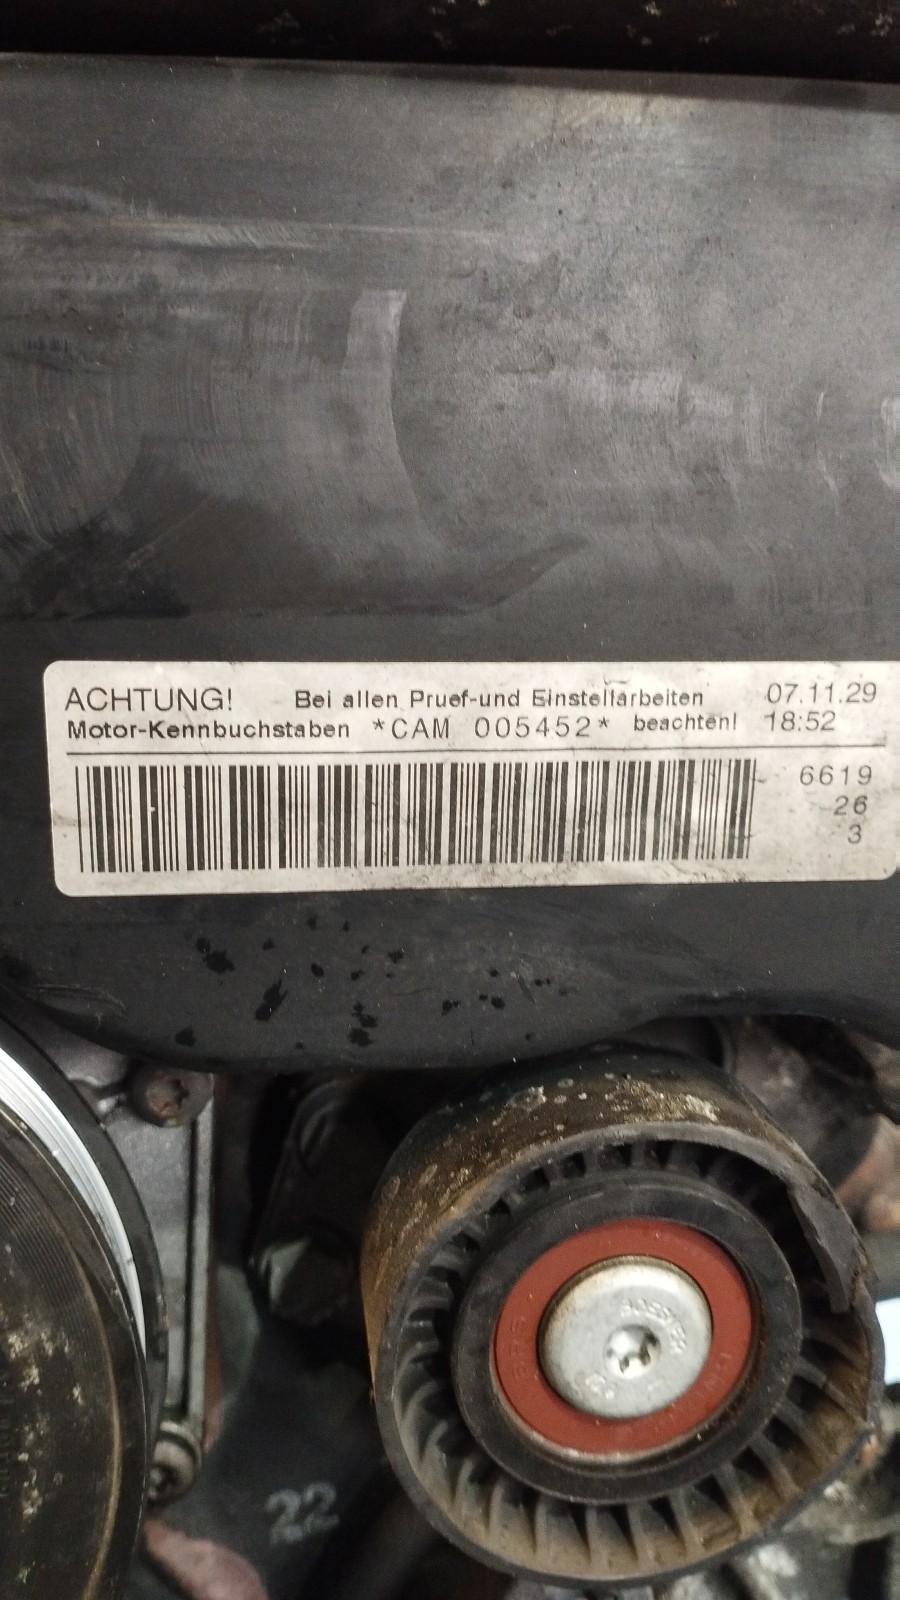 ACHTUNG! Bei allen Pruef-und Einstellarbeiten 07.11.29
Motor-Kennbuchstaben *CAM 005452* beachten! 18:52
6619
26
3
22